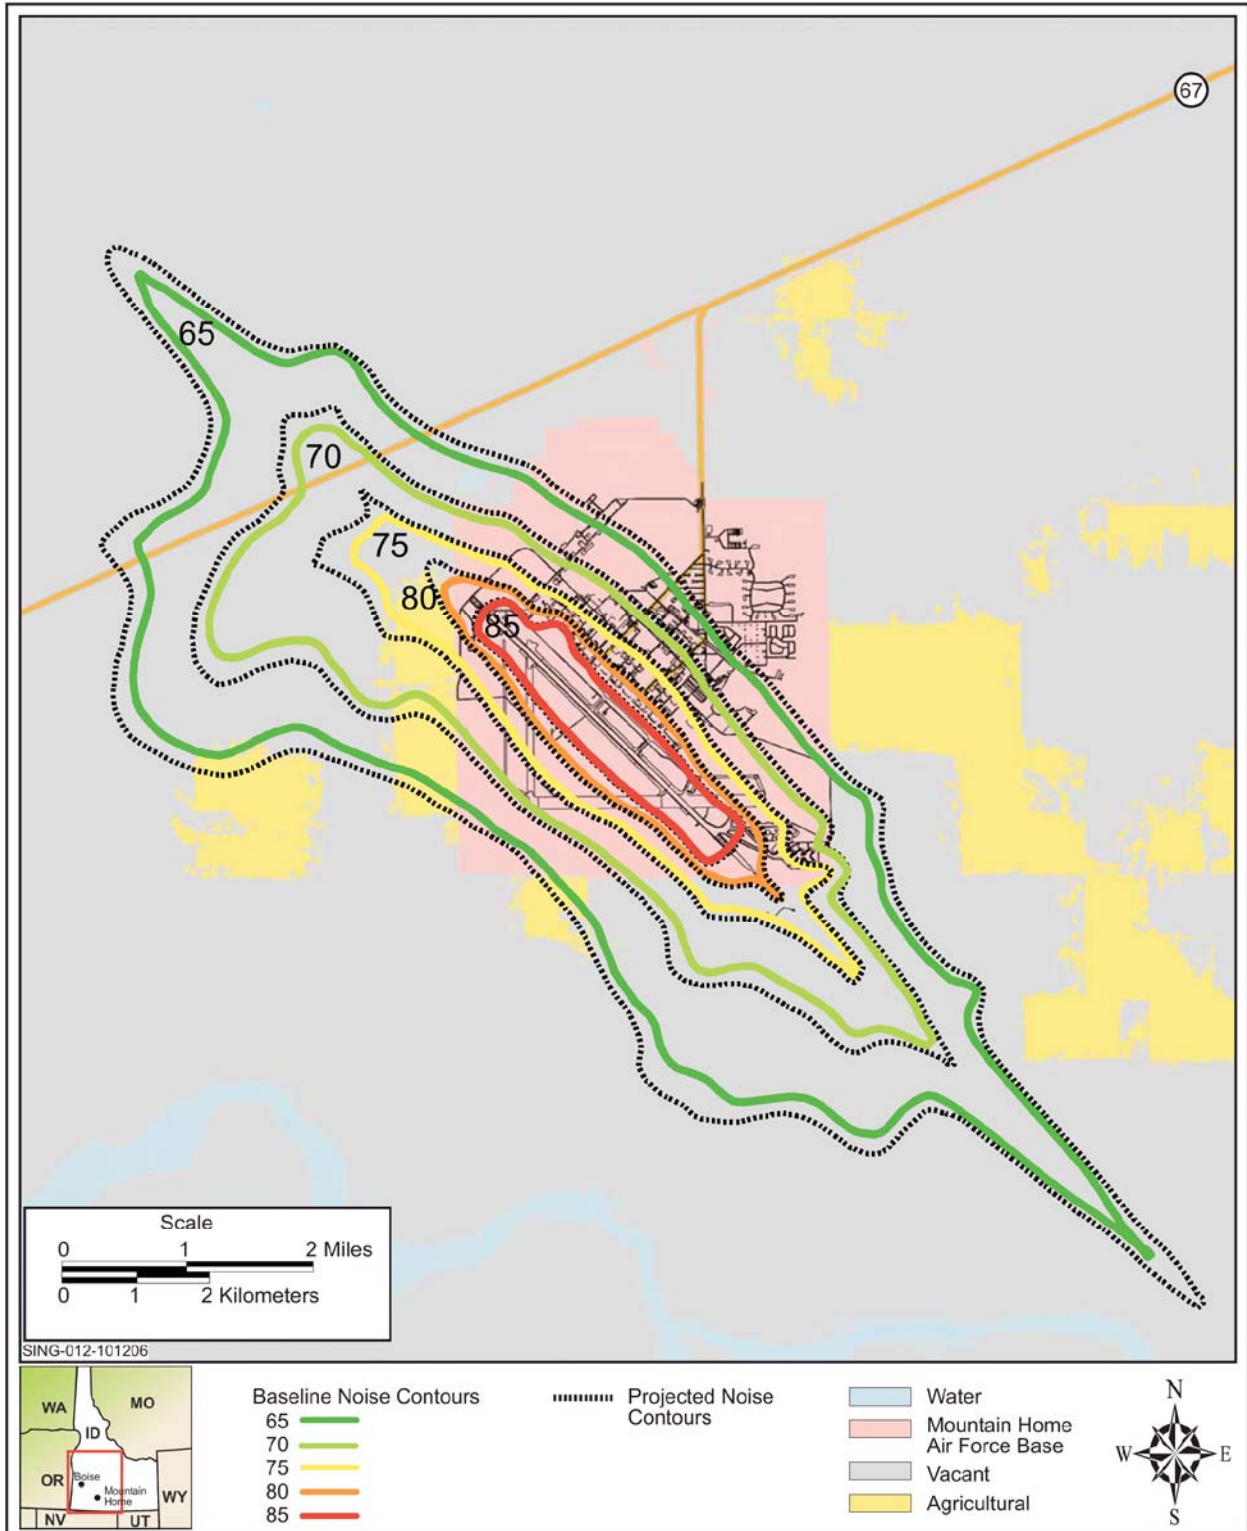 67
65
70
75
80
85
Scale
0 1 2 Miles
0 1 2 Kilometers
SING-012-101206
WA
MO
ID
OR
Boise
Mountain
Home
WY
NV
UT
Baseline Noise Contours
65
70
75
80
85
Projected Noise
Contours
Water
Mountain Home
Air Force Base
Vacant
Agricultural
N
W E
S